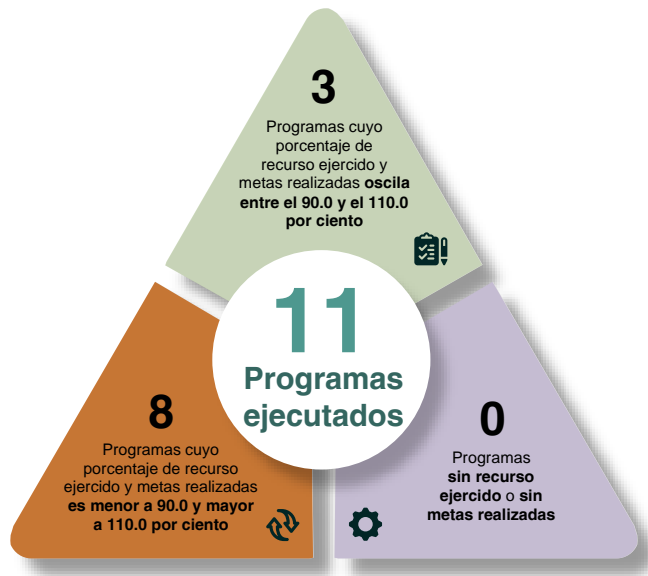 3
Programas cuyo
porcentaje de
recurso ejercido y
metas realizadas oscila
entre el 90.0 y el 110.0
por ciento
11
Programas
ejecutados
8
Programas cuyo
porcentaje de recurso
ejercido y metas realizadas
es menor a 90.0 y mayor
a 110.0 por ciento
0
Programas
sin recurso
ejercido o sin
metas realizadas